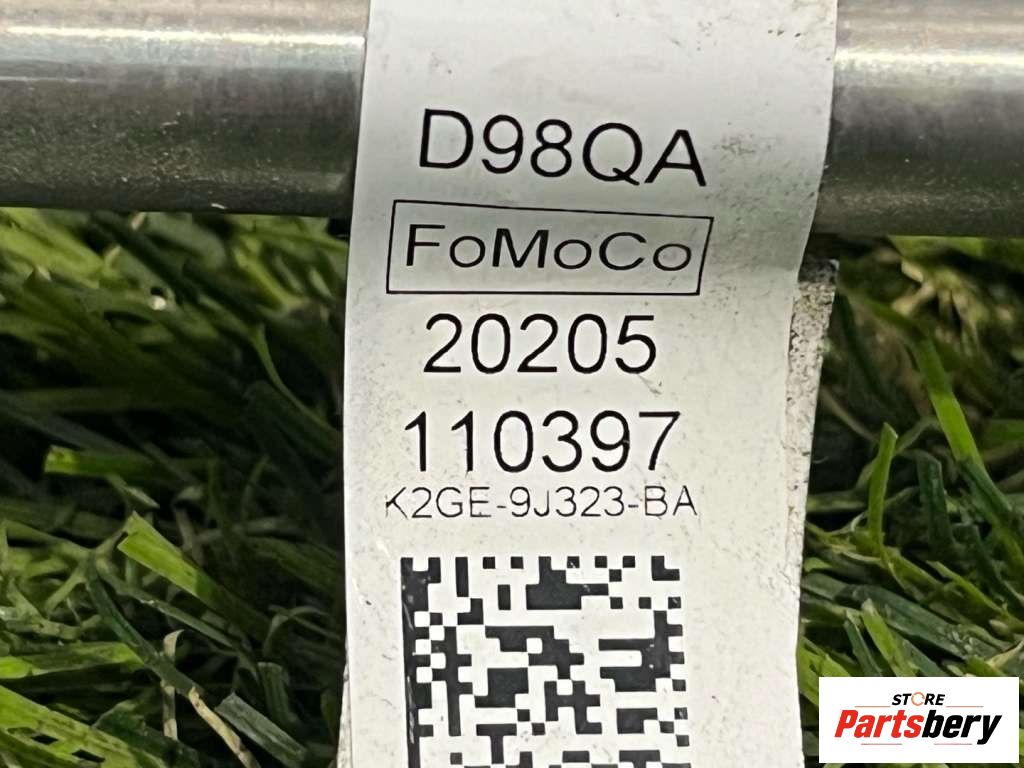 D98QA
FoMoCo
20205
110397
K2GE-9J323-BA
STORE
Partsbery